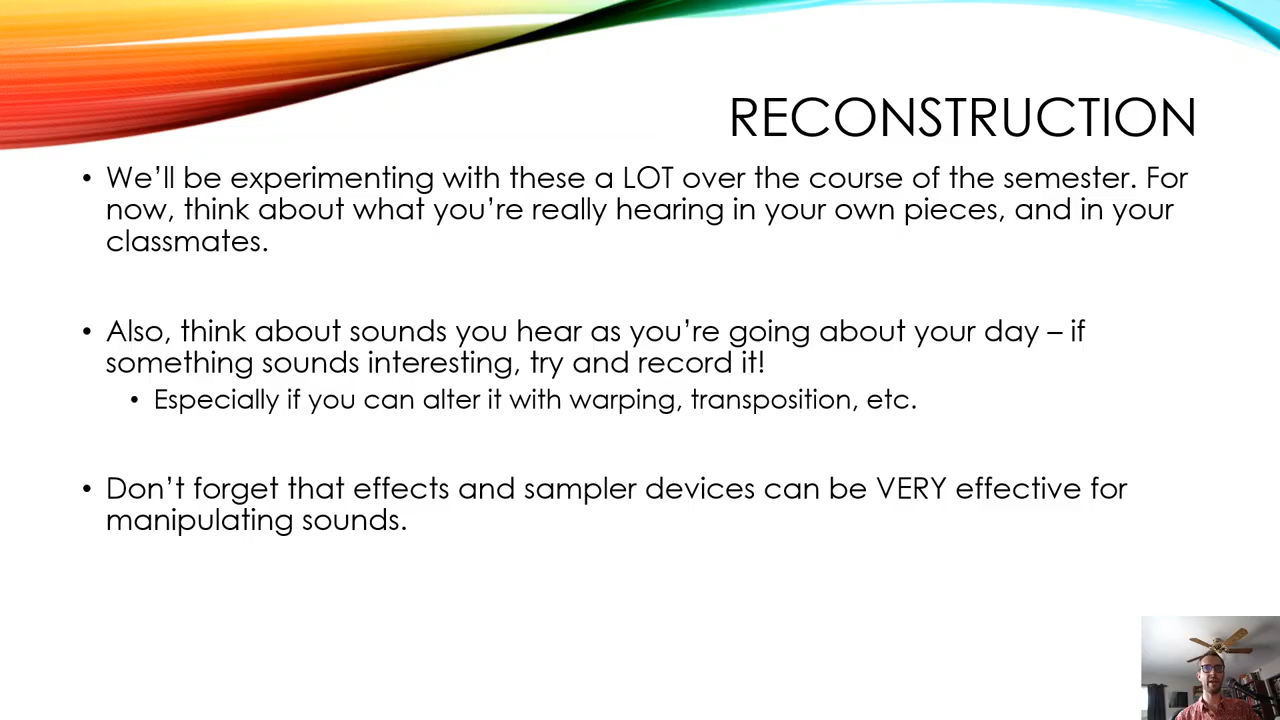 RECONSTRUCTION
• We’ll be experimenting with these a LOT over the course of the semester. For
now, think about what you’re really hearing in your own pieces, and in your
classmates.
• Also, think about sounds you hear as you’re going about your day – if
something sounds interesting, try and record it!
• Especially if you can alter it with warping, transposition, etc.
• Don’t forget that effects and sampler devices can be VERY effective for
manipulating sounds.